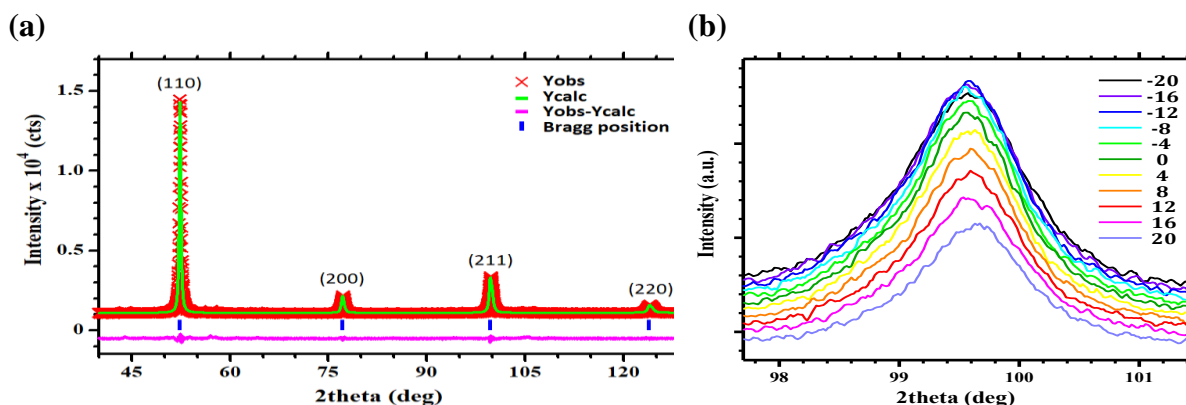 (a)
(b)
(110)
(200)
(211)
(220)
Yobs
Ycalc
Yobs-Ycalc
Bragg position
1.5
1.0
0.5
0
Intensity x 10⁴ (cts)
45
60
75
90
105
120
2theta (deg)
-20
-16
-12
-8
-4
0
4
8
12
16
20
Intensity (a.u.)
98
99
100
101
2theta (deg)